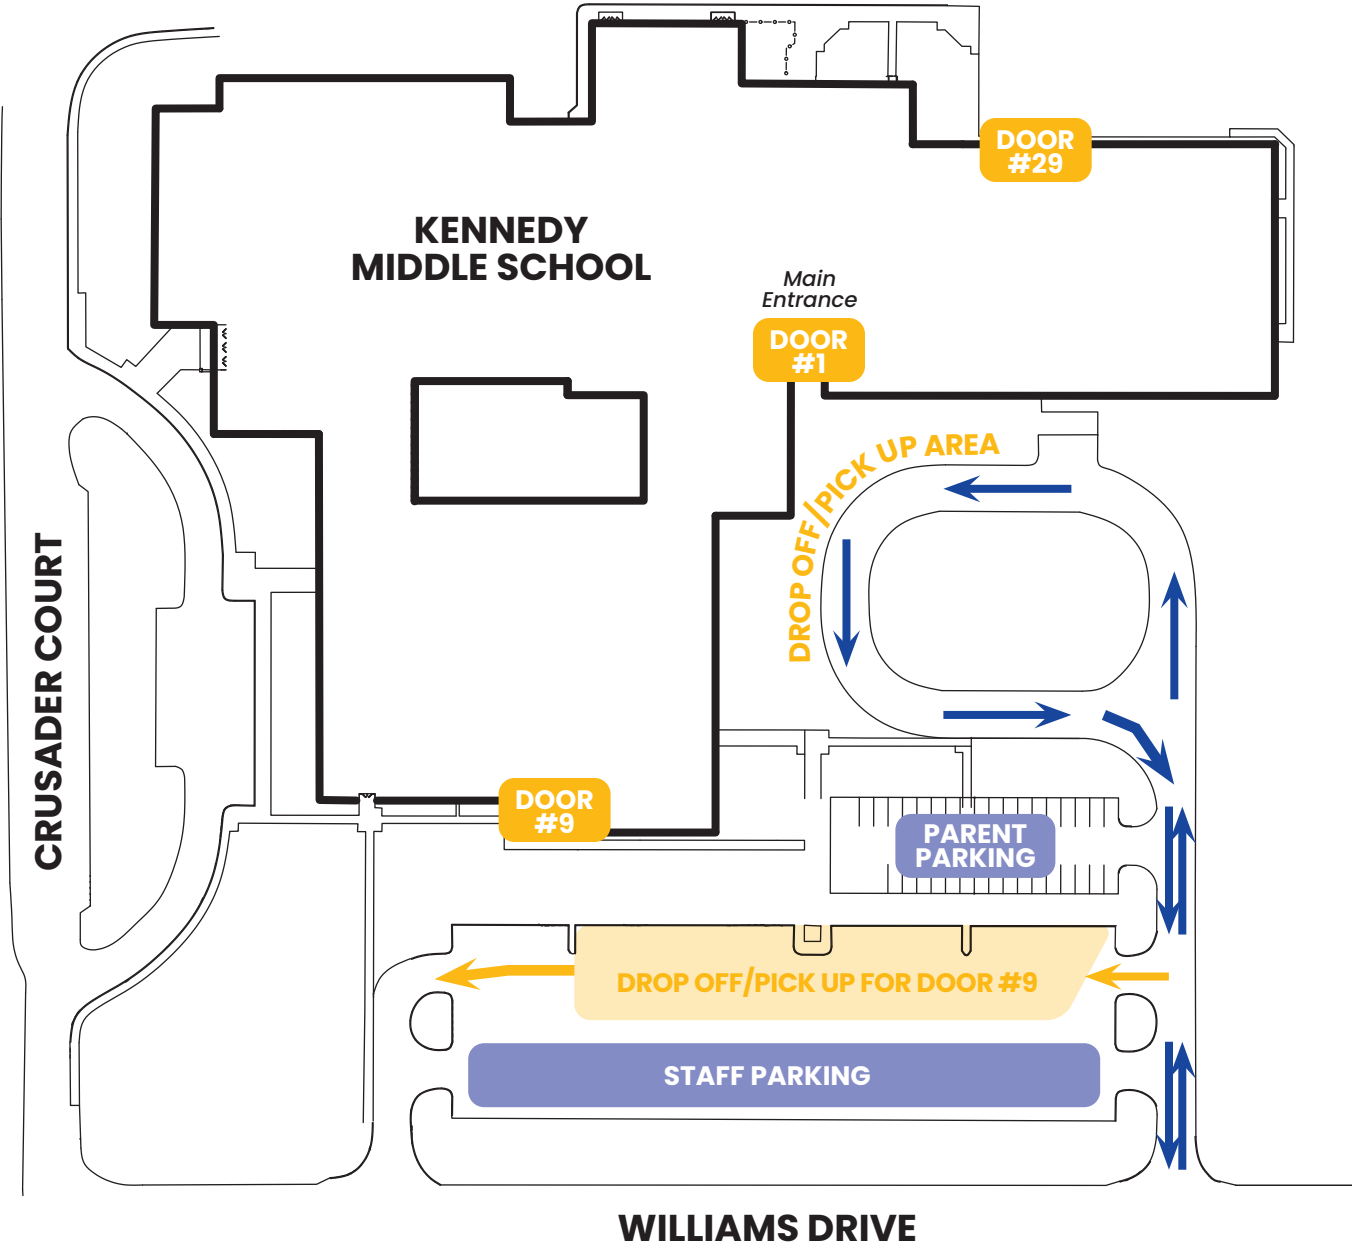 DOOR
#29
KENNEDY
MIDDLE SCHOOL
Main
Entrance
DOOR
#1
DROP OFF/PICK UP AREA
CRUSADER COURT
DOOR
#9
PARENT
PARKING
DROP OFF/PICK UP FOR DOOR #9
STAFF PARKING
WILLIAMS DRIVE